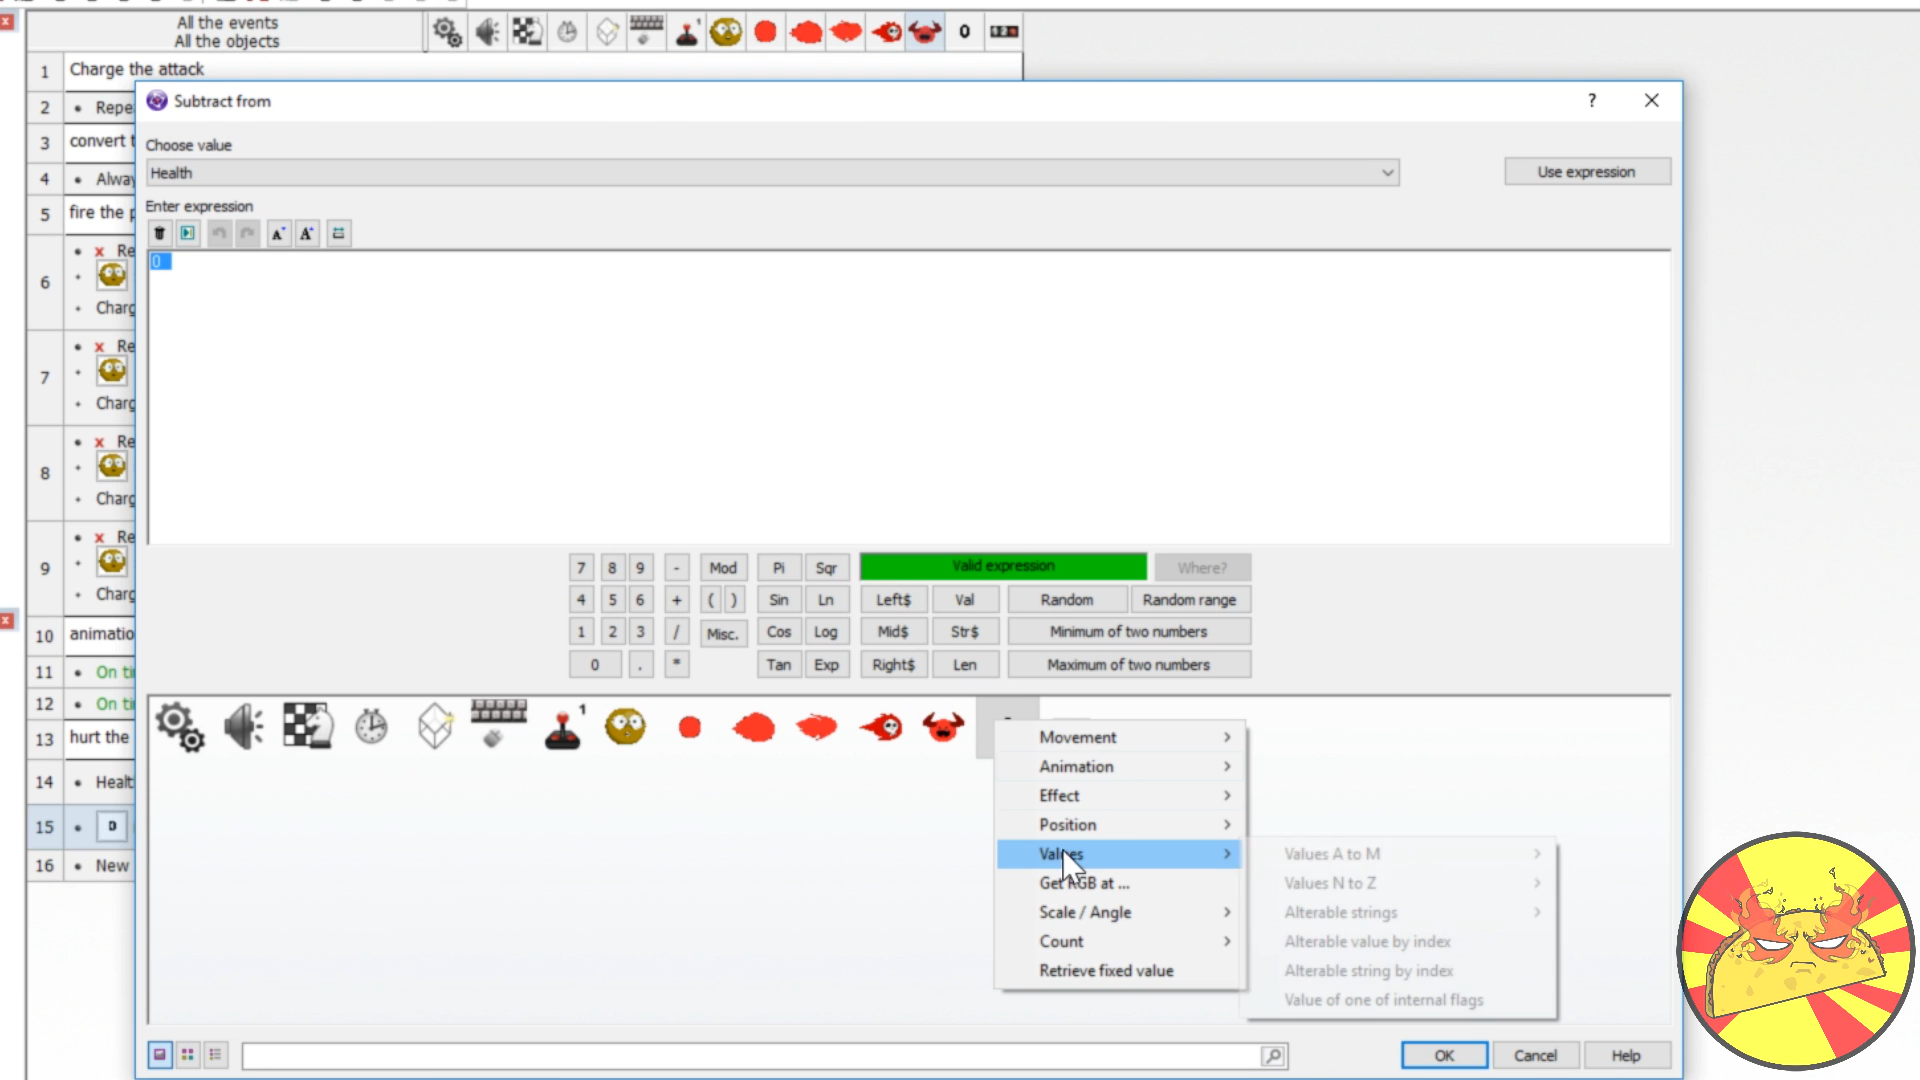 All the events
All the objects
0
1 Charge the attack
2 • Repe
3 convert t
4 • Alway
5 fire the p
6 • x Re
Charg
7 • x Re
Charg
8 • x Re
Charg
9 • x Re
Charg
10 animatio
11 • On ti
12 • On ti
13 hurt the
14 • Healt
15 •
16 • New
Subtract from
?
Choose value
Health
Use expression
Enter expression
0
7 8 9 - Mod Pi Sqr Valid expression Where?
4 5 6 + ( ) Sin Ln Left$ Val Random Random range
1 2 3 / Misc. Cos Log Mid$ Str$ Minimum of two numbers
0 . * Tan Exp Right$ Len Maximum of two numbers
1
Movement
Animation
Effect
Position
Values
Get RGB at ...
Scale / Angle
Count
Retrieve fixed value
Values A to M
Values N to Z
Alterable strings
Alterable value by index
Alterable string by index
Value of one of internal flags
OK Cancel Help